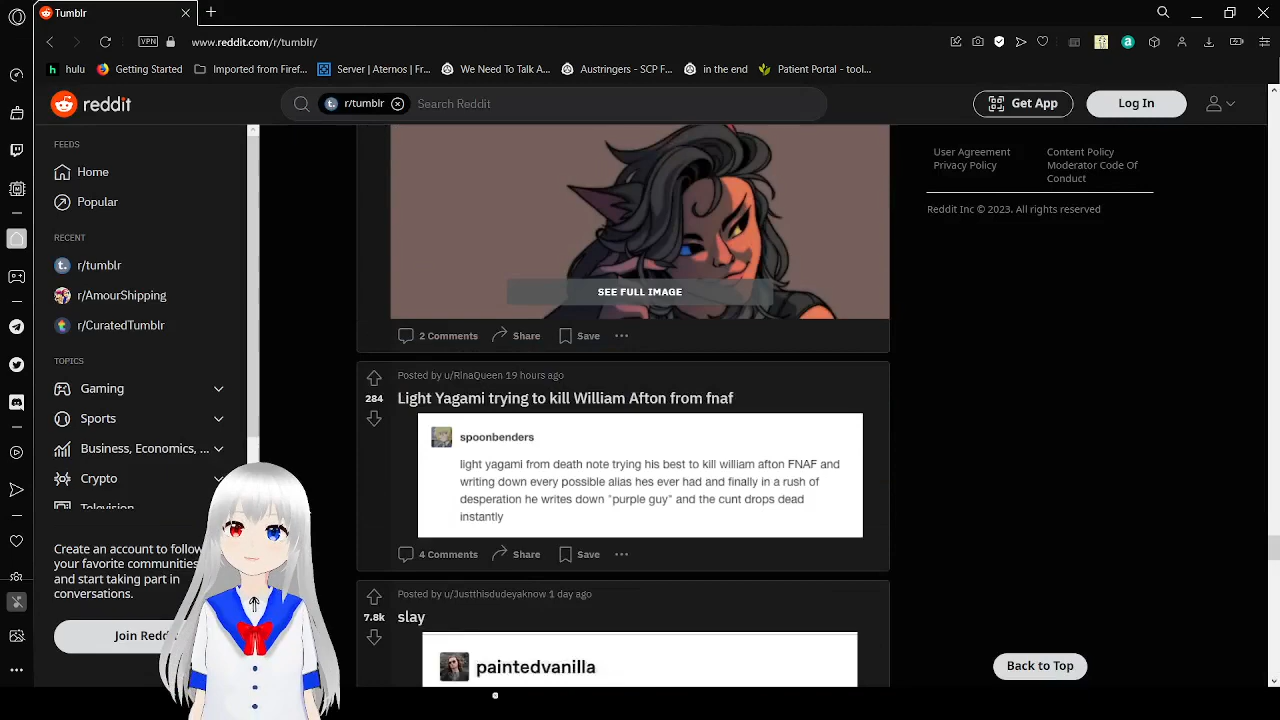 Tumblr
VPN
www.reddit.com/r/tumblr/
hulu
Getting Started
Imported from Firef...
Server | Aternos | Fr...
We Need To Talk A...
Austringers - SCP F...
in the end
Patient Portal - tool...
reddit
r/tumblr
Search Reddit
Get App
Log In
FEEDS
Home
Popular
RECENT
r/tumblr
r/AmourShipping
r/CuratedTumblr
TOPICS
Gaming
Sports
Business, Economics, ...
Crypto
Television
Create an account to follow
your favorite communities
and start taking part in
conversations.
Join Redd
SEE FULL IMAGE
2 Comments
Share
Save
Posted by u/RinaQueen 19 hours ago
284
Light Yagami trying to kill William Afton from fnaf
spoonbenders
light yagami from death note trying his best to kill william afton FNAF and
writing down every possible alias hes ever had and finally in a rush of
desperation he writes down "purple guy" and the cunt drops dead
instantly
4 Comments
Share
Save
Posted by u/Justthisdudeyaknow 1 day ago
7.8k
slay
paintedvanilla
User Agreement
Privacy Policy
Content Policy
Moderator Code Of
Conduct
Reddit Inc © 2023. All rights reserved
Back to Top